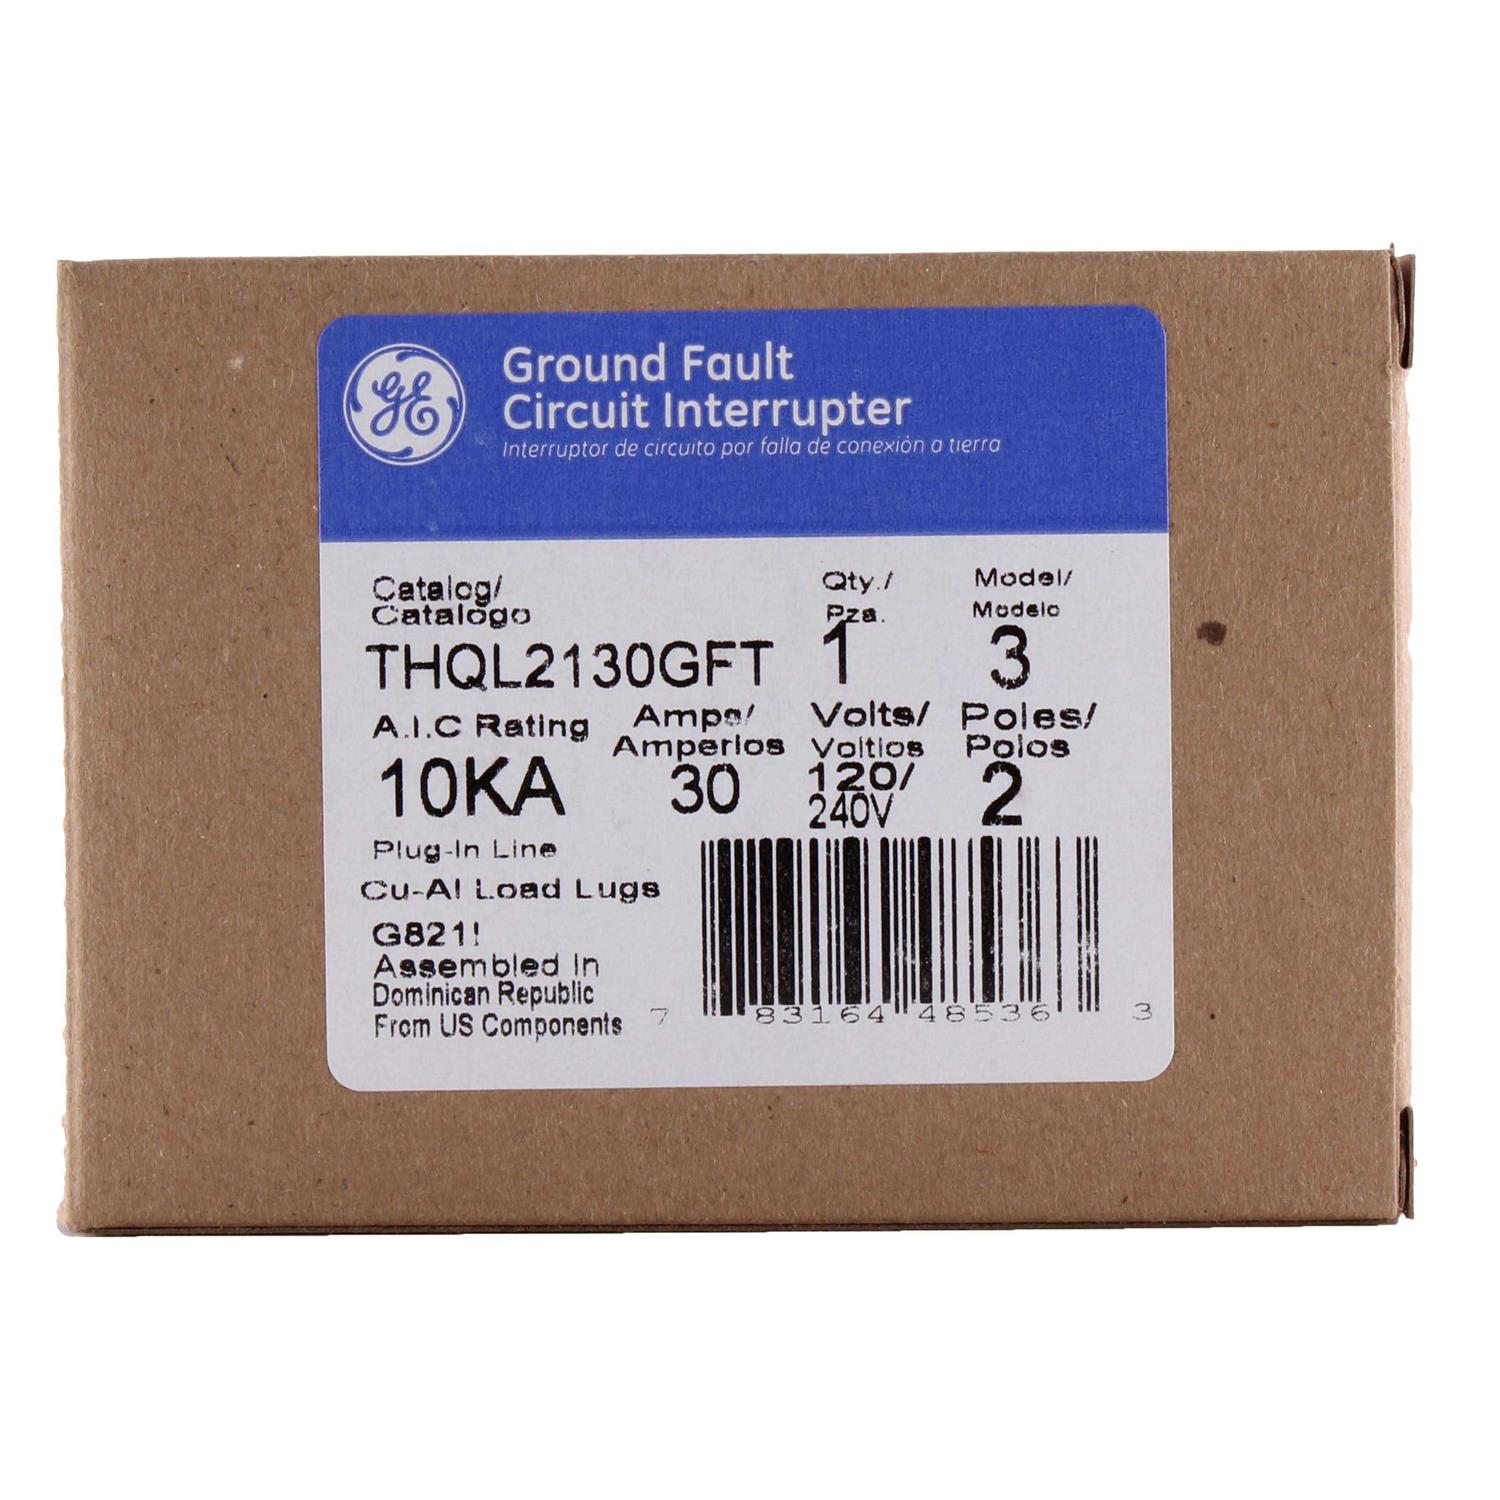 GE
Ground Fault
Circuit Interrupter
Interruptor de circuito por falla de conexión a tierra
Catalog/
Catalogo
THQL2130GFT
Qty./
Pza.
1
Model/
Modelo
3
A.I.C Rating
10KA
Amps/
Amperios
30
Volts/
Voltios
120/
240V
Poles/
Polos
2
Plug-In Line
Cu-Al Load Lugs
G821!
Assembled In
Dominican Republic
From US Components
7 83164 48536 3